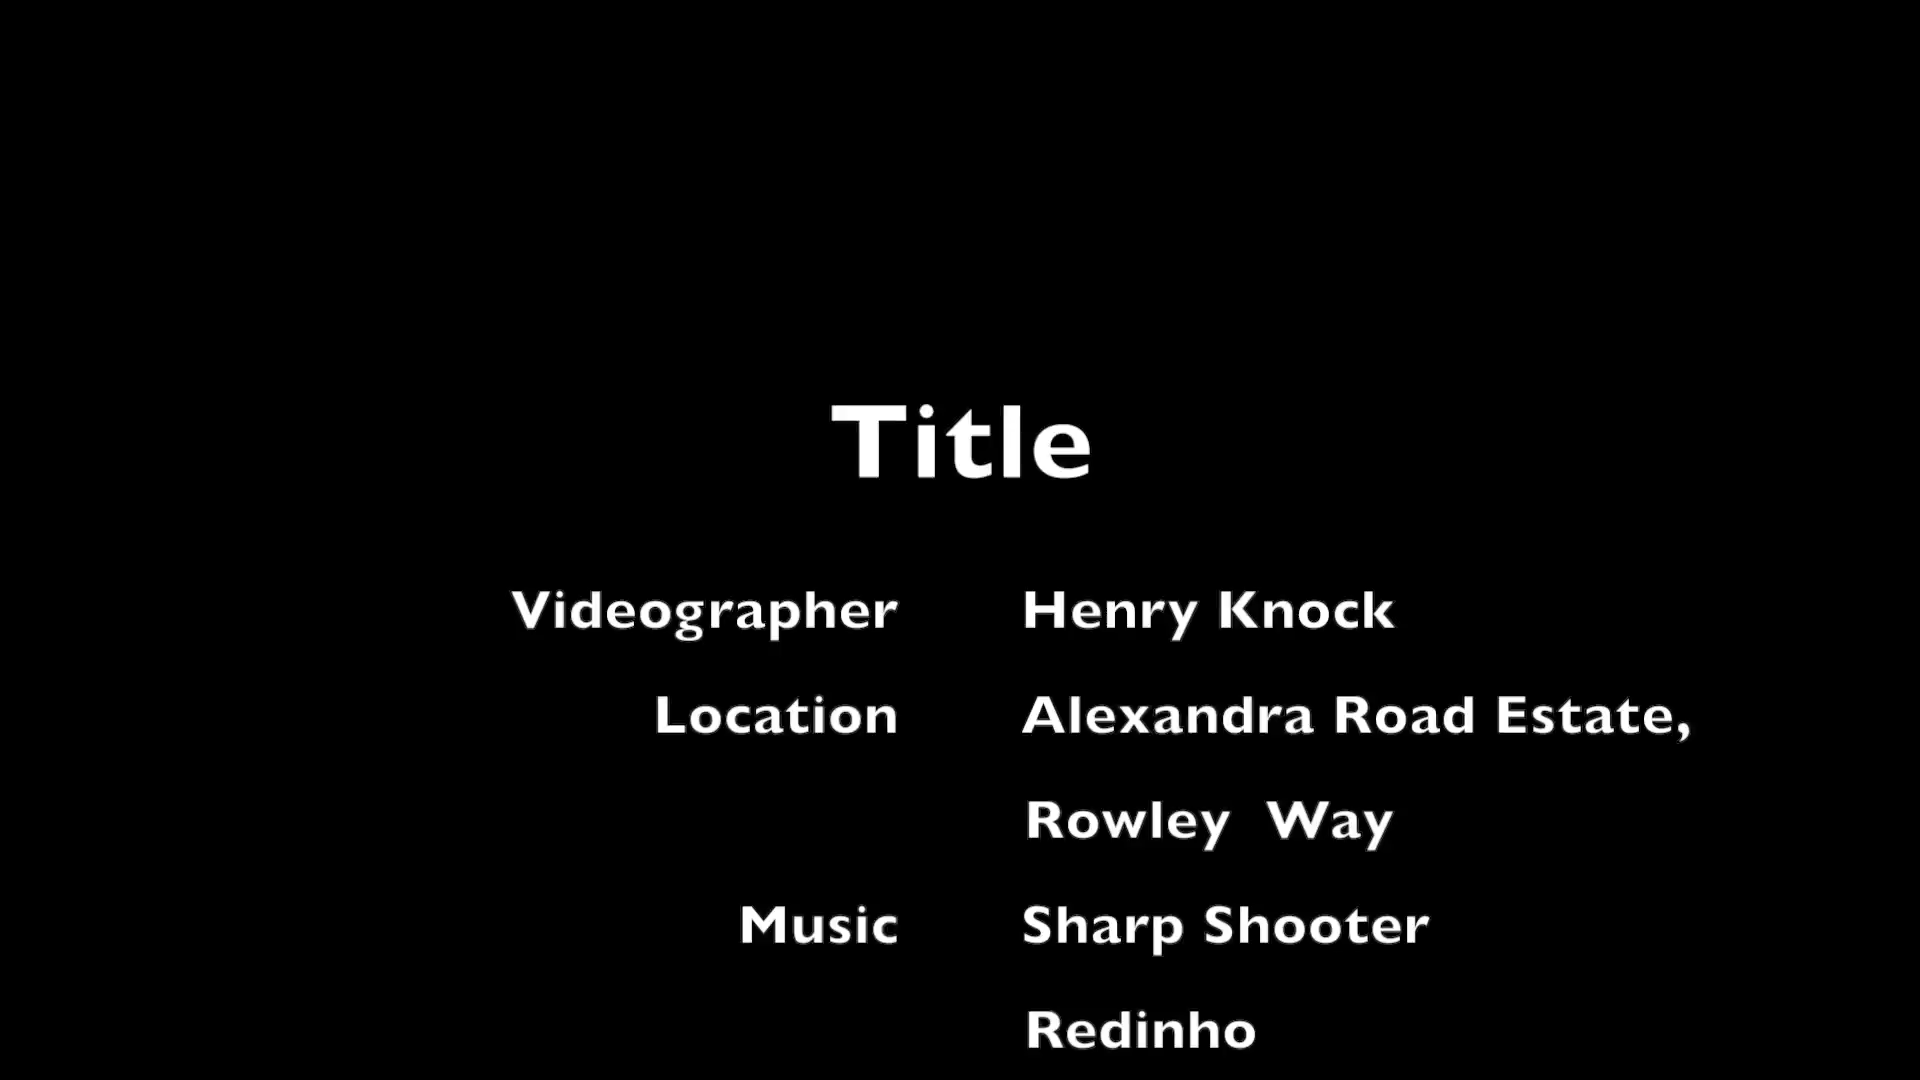 Title
Videographer Henry Knock
Location Alexandra Road Estate,
Rowley Way
Music Sharp Shooter
Redinho